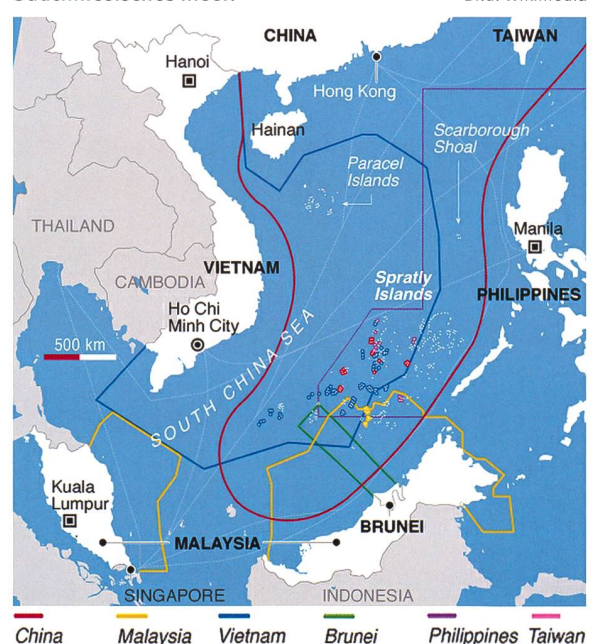 CHINA
TAIWAN
Hanoi
Hong Kong
Hainan
Scarborough
Shoal
Paracel
Islands
THAILAND
Manila
CAMBODIA
VIETNAM
Spratly
Islands
PHILIPPINES
Ho Chi
Minh City
500 km
SOUTH CHINA SEA
Kuala
Lumpur
BRUNEI
MALAYSIA
SINGAPORE
INDONESIA
China
Malaysia
Vietnam
Brunei
Philippines
Taiwan